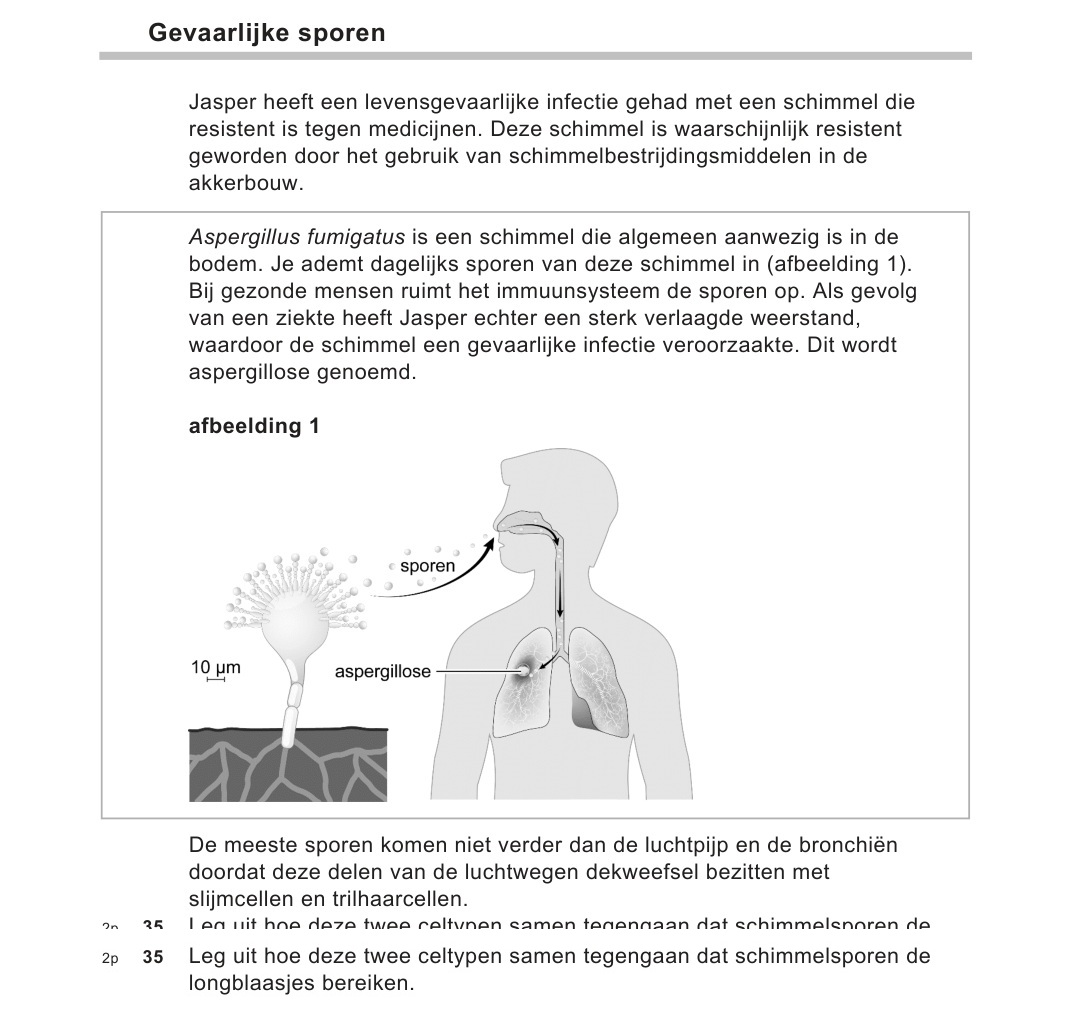 Gevaarlijke sporen
Jasper heeft een levensgevaarlijke infectie gehad met een schimmel die
resistent is tegen medicijnen. Deze schimmel is waarschijnlijk resistent
geworden door het gebruik van schimmelbestrijdingsmiddelen in de
akkerbouw.
Aspergillus fumigatus is een schimmel die algemeen aanwezig is in de
bodem. Je ademt dagelijks sporen van deze schimmel in (afbeelding 1).
Bij gezonde mensen ruimt het immuunsysteem de sporen op. Als gevolg
van een ziekte heeft Jasper echter een sterk verlaagde weerstand,
waardoor de schimmel een gevaarlijke infectie veroorzaakte. Dit wordt
aspergillose genoemd.
afbeelding 1
sporen
10 µm
aspergillose
De meeste sporen komen niet verder dan de luchtpijp en de bronchiën
doordat deze delen van de luchtwegen dekweefsel bezitten met
slijmcellen en trilhaarcellen.
2p 35 Leg uit hoe deze twee celtypen samen tegengaan dat schimmelsporen de
2p 35 Leg uit hoe deze twee celtypen samen tegengaan dat schimmelsporen de
longblaasjes bereiken.